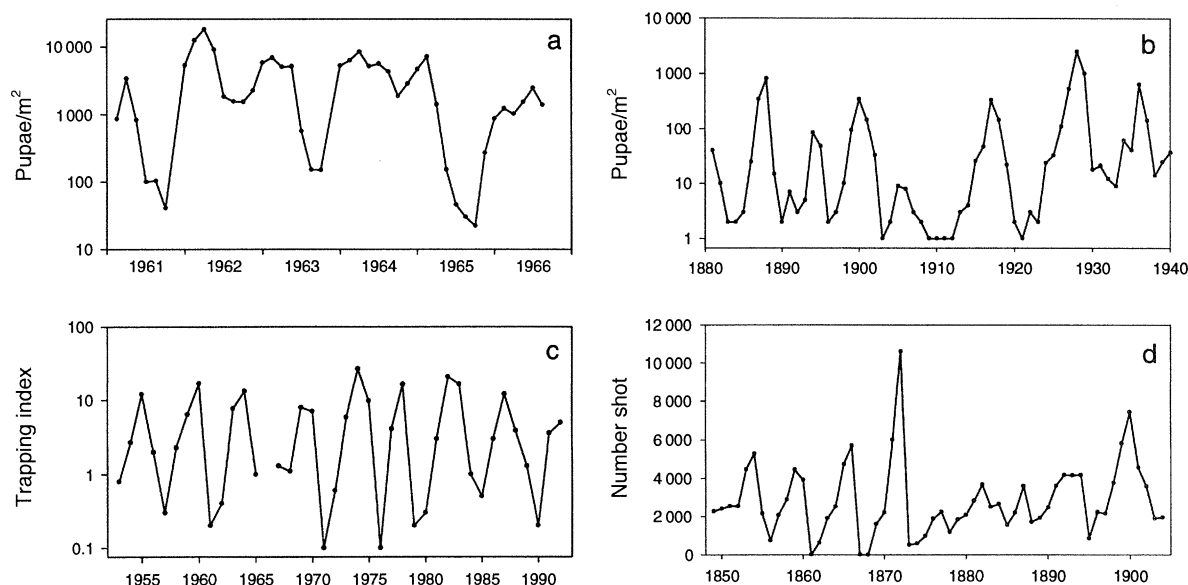 a
Pupae/m²
10 000
1000
100
10
1961 1962 1963 1964 1965 1966
b
Pupae/m²
10 000
1000
100
10
1
1880 1890 1900 1910 1920 1930 1940
c
Trapping index
100
10
1
0.1
1955 1960 1965 1970 1975 1980 1985 1990
d
Number shot
12 000
10 000
8 000
6 000
4 000
2 000
0
1850 1860 1870 1880 1890 1900